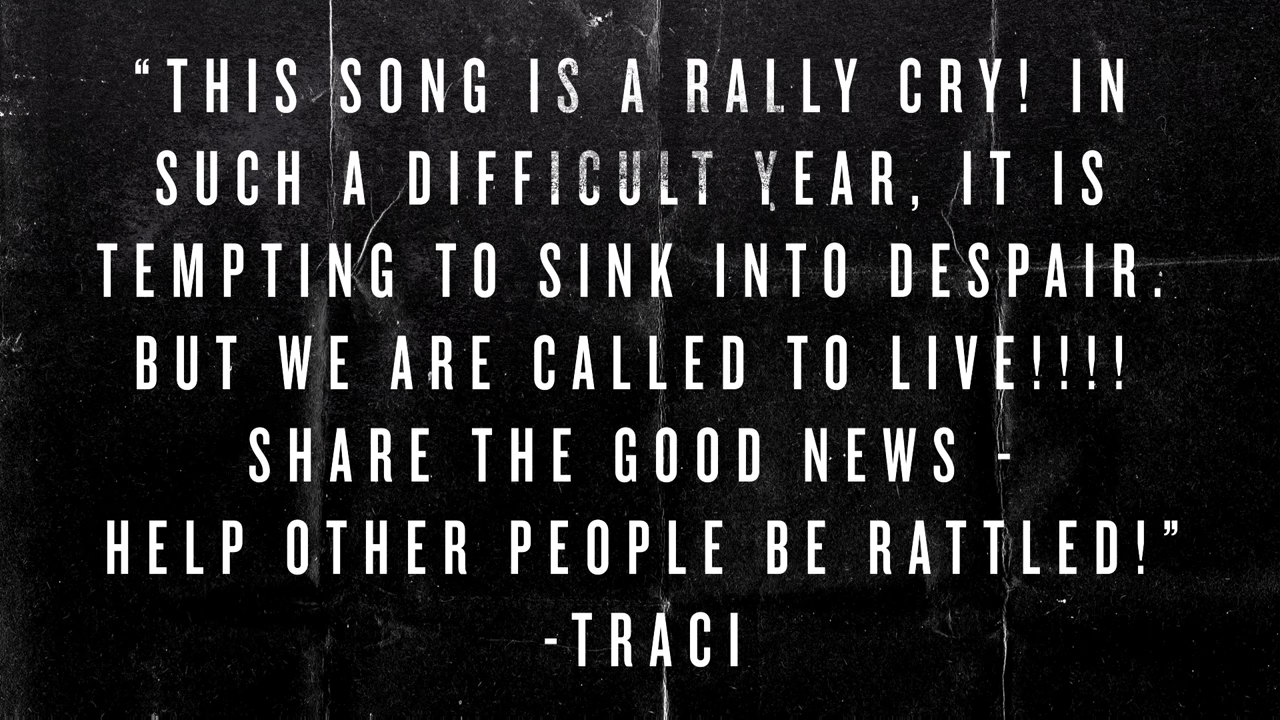 “THIS SONG IS A RALLY CRY! IN
SUCH A DIFFICULT YEAR, IT IS
TEMPTING TO SINK INTO DESPAIR.
BUT WE ARE CALLED TO LIVE!!!!
SHARE THE GOOD NEWS -
HELP OTHER PEOPLE BE RATTLED!”
-TRACI